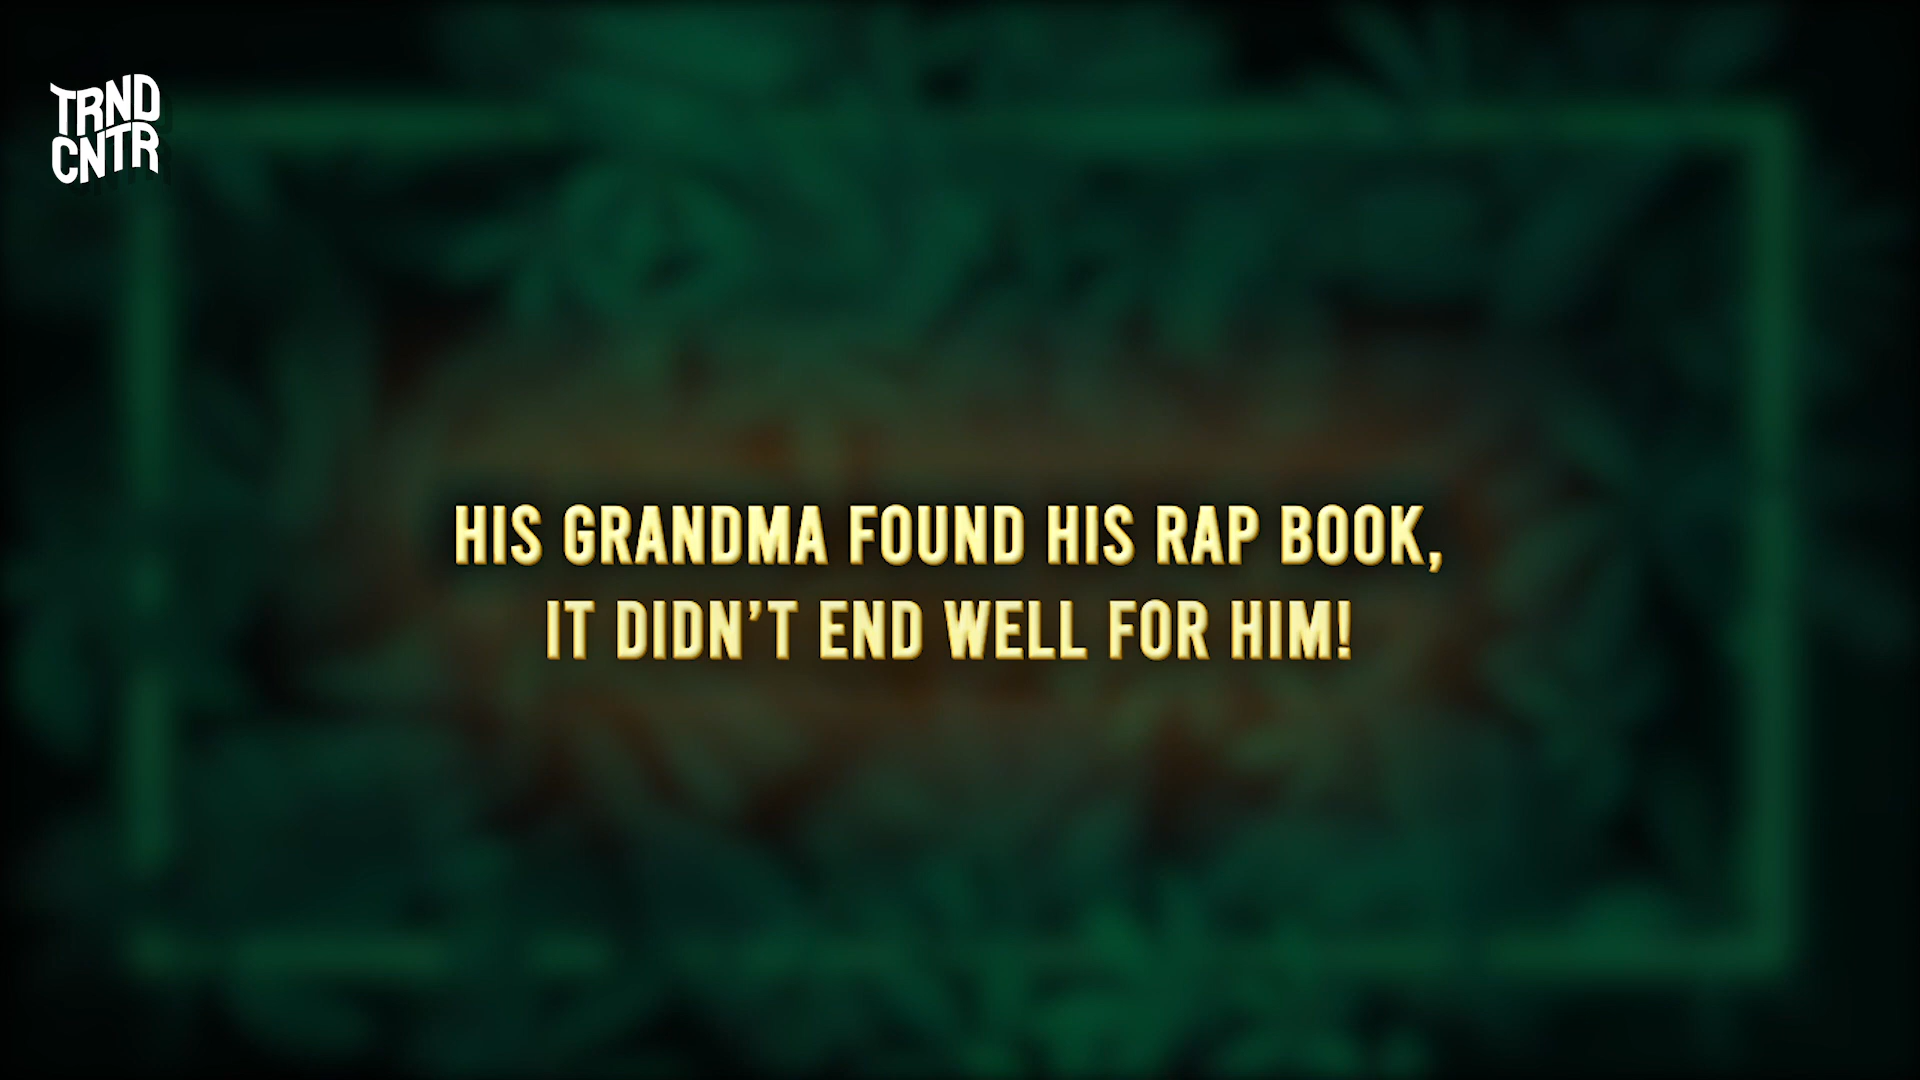 TRND
CNTR
HIS GRANDMA FOUND HIS RAP BOOK,
IT DIDN'T END WELL FOR HIM!